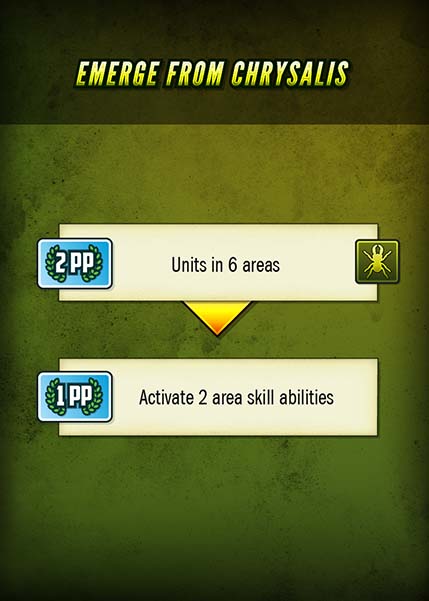 EMERGE FROM CHRYSALIS
2 PP
Units in 6 areas
1 PP
Activate 2 area skill abilities